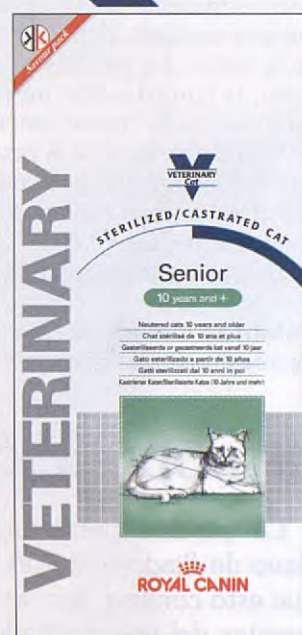 Savour pack
VETERINARY
VETERINARY
Cat
STERILIZED/CASTRATED CAT
Senior
10 years and +
Neutered cats 10 years and older
Chat stérilisé de 10 ans et plus
Gesteriliseerde of gecastreerde kat vanaf 10 jaar
Gato esterilizado a partir de 10 años
Gatti sterilizzati dai 10 anni in poi
Kastrierter Kater/Sterilisierte Katze (10 Jahre und mehr)
ROYAL CANIN